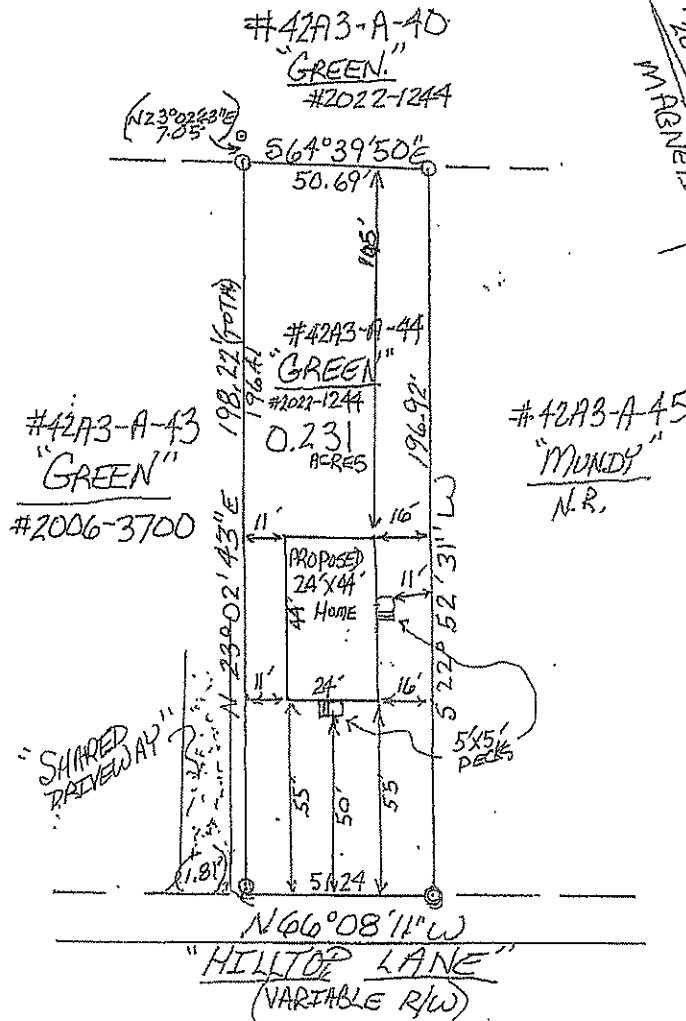 #42A3-A-40
"GREEN."
#2022-1244
(N23°02'43"E
7.05')
S64°39'50"E
50.69'
105'
198.22'(TOTAL)
196.41'
#42A3-A-44
"GREEN"
#2022-1244
0.231
ACRES
196.92'
#42A3-A-43
"GREEN"
#2006-3700
#42A3-A-45
"MUNDY"
N.R.
11'
16'
PROPOSED
24'X44'
HOME
44'
11'
N 23°02'43"E
S 22°52'31"W
11'
24'
16'
5'X5'
DECKS
"SHARED
DRIVEWAY"
55'
50'
55'
(1.81')
51.24
N66°08'11"W
"HILLTOP LANE"
(VARIABLE R/W)